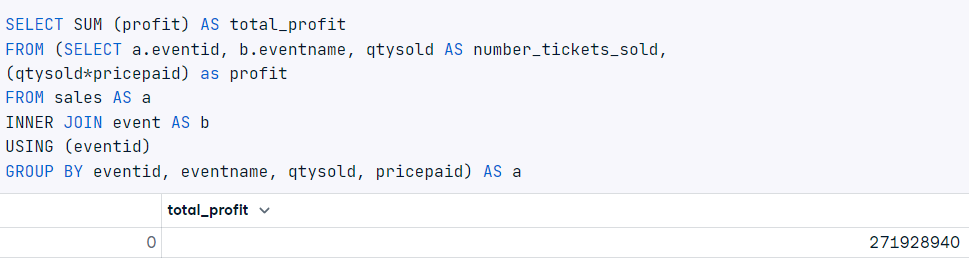 SELECT SUM (profit) AS total_profit
FROM (SELECT a.eventid, b.eventname, qtysold AS number_tickets_sold,
(qtysold*pricepaid) as profit
FROM sales AS a
INNER JOIN event AS b
USING (eventid)
GROUP BY eventid, eventname, qtysold, pricepaid) AS a
total_profit
0 271928940